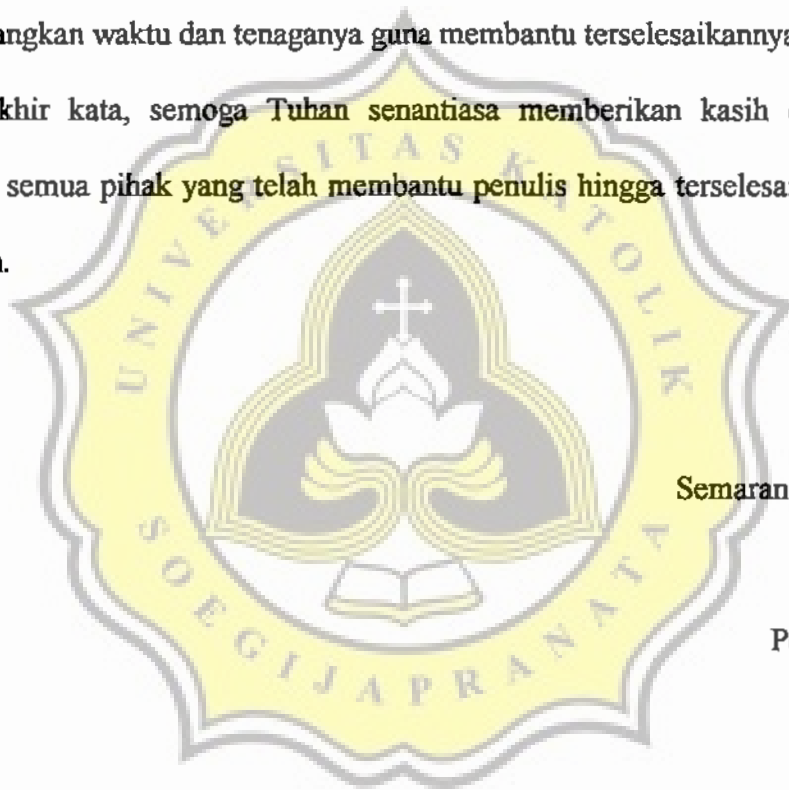 angkan waktu dan tenaganya guna membantu terselesaikannya
khir kata, semoga Tuhan senantiasa memberikan kasih
semua pihak yang telah membantu penulis hingga terselesai
UNIVERSITAS KATOLIK
Semaran
SOEGIJAPRANATA
P